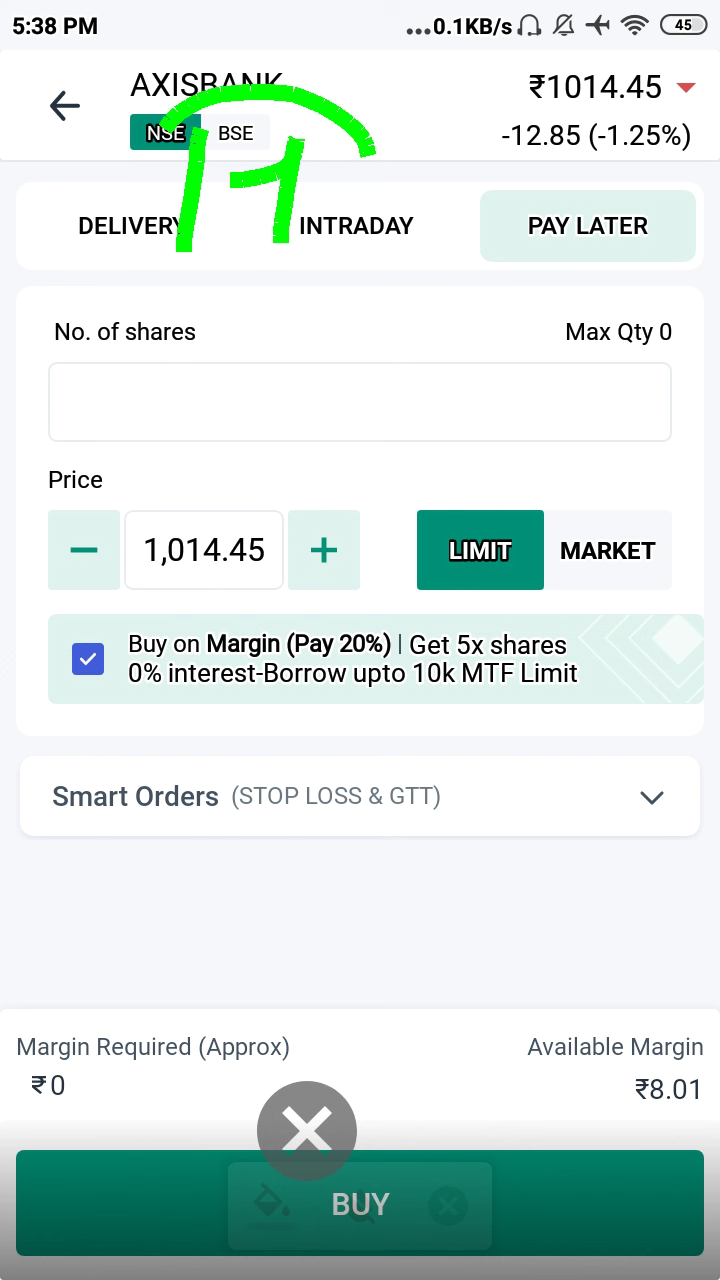 5:38 PM ...0.1KB/s 45
AXISBANK ₹1014.45
NSE BSE -12.85 (-1.25%)
DELIVERY INTRADAY PAY LATER
No. of shares Max Qty 0
Price
1,014.45 LIMIT MARKET
Buy on Margin (Pay 20%) | Get 5x shares
0% interest-Borrow upto 10k MTF Limit
Smart Orders (STOP LOSS & GTT)
Margin Required (Approx) Available Margin
₹0 ₹8.01
BUY